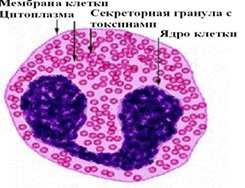 Мембрана клетки
Цитоплазма
Секреторная гранула с
токсинами
Ядро клетки